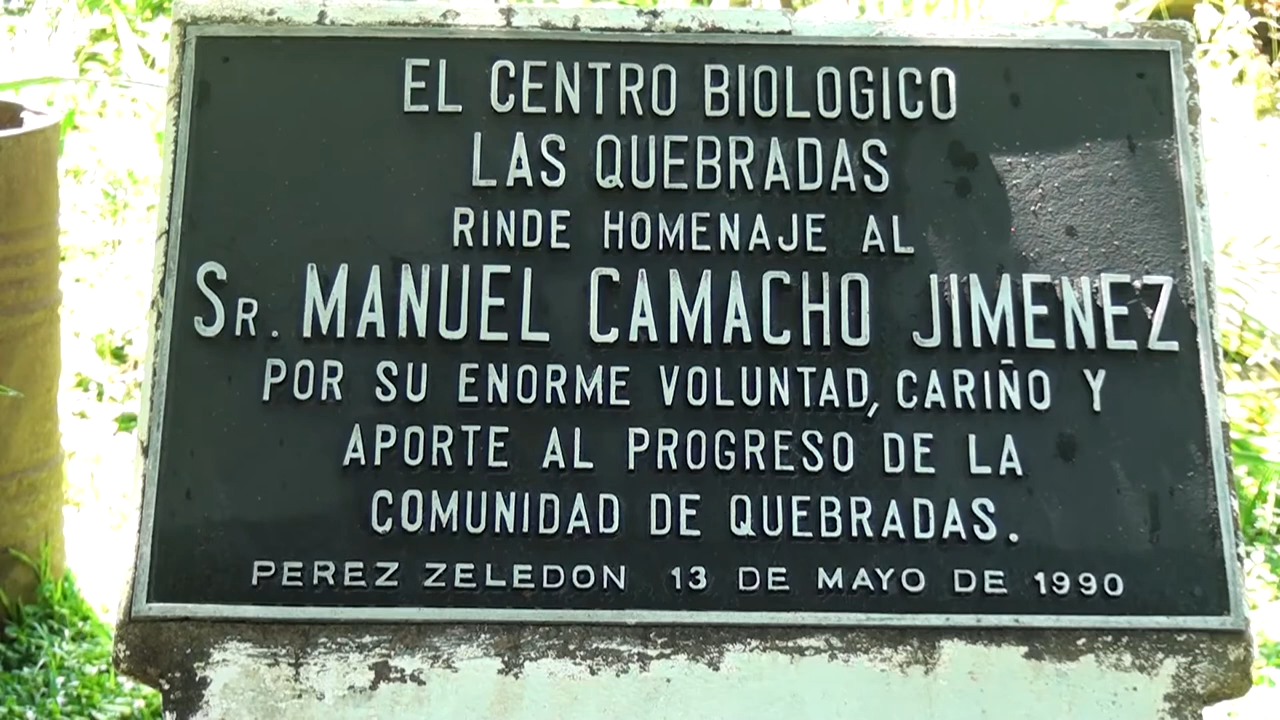 EL CENTRO BIOLOGICO
LAS QUEBRADAS
RINDE HOMENAJE AL
SR. MANUEL CAMACHO JIMENEZ
POR SU ENORME VOLUNTAD, CARIÑO Y
APORTE AL PROGRESO DE LA
COMUNIDAD DE QUEBRADAS.
PEREZ ZELEDON 13 DE MAYO DE 1990